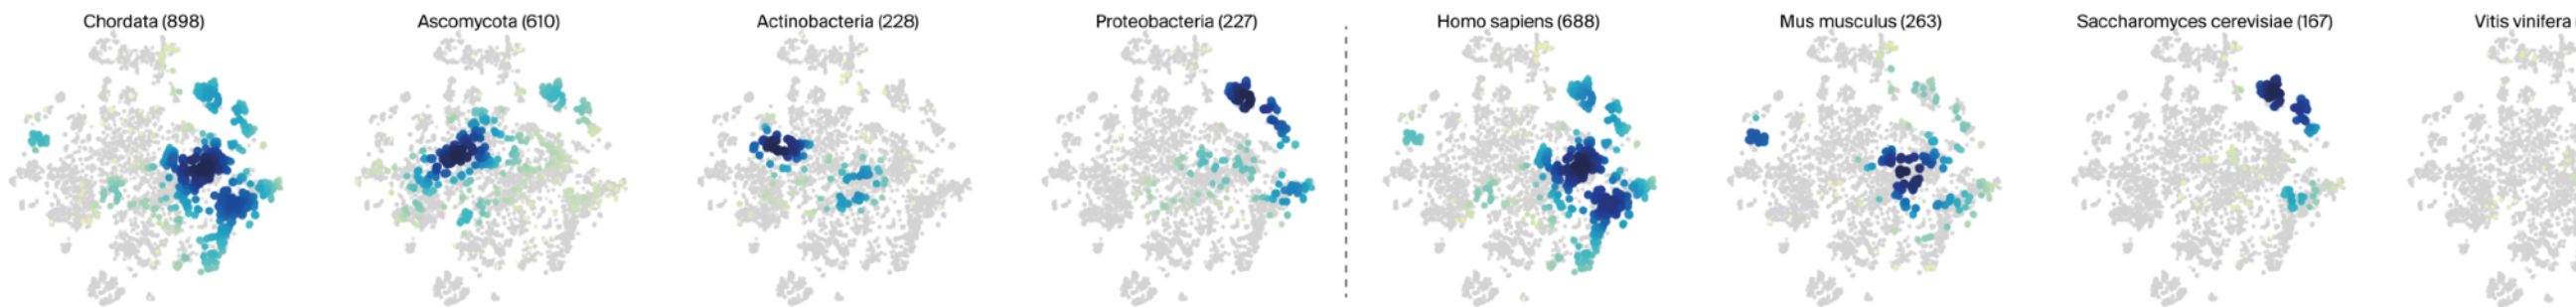 Chordata (898)
Ascomycota (610)
Actinobacteria (228)
Proteobacteria (227)
Homo sapiens (688)
Mus musculus (263)
Saccharomyces cerevisiae (167)
Vitis vinifera (